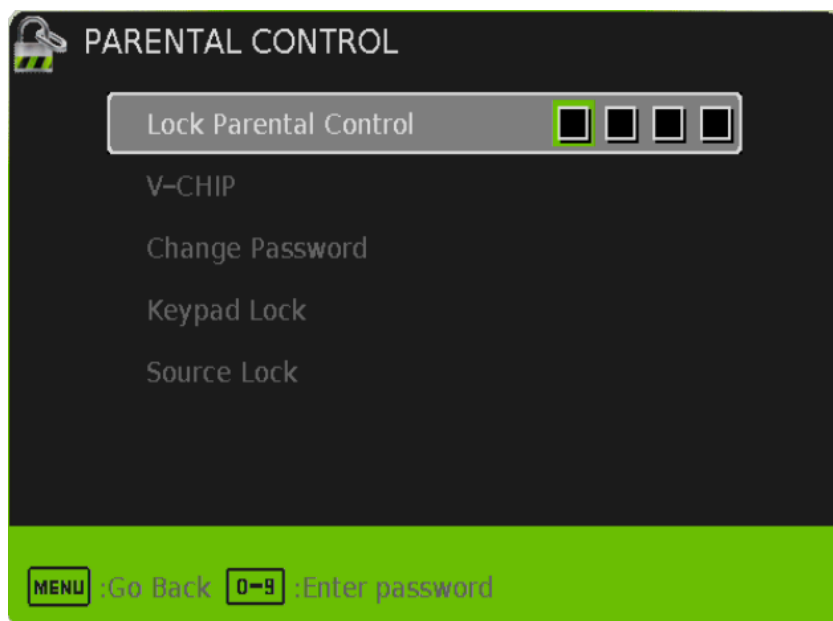 PARENTAL CONTROL
Lock Parental Control
V-CHIP
Change Password
Keypad Lock
Source Lock
MENU :Go Back 0-9 :Enter password